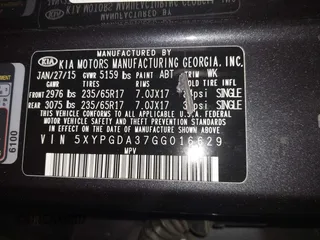 MANUFACTURED BY
KIA KIA MOTORS MANUFACTURING GEORGIA, INC.
JAN/27/15 GVWR 5159 lbs PAINT ABT TRIM WK
GAWR TIRES RIMS COLD TIRE INF
FRONT 2976 lbs 235/65R17 7.0JX17 psi SINGLE
REAR 3075 lbs 235/65R17 7.0JX17 psi SINGLE
THIS VEHICLE CONFORMS TO ALL APPLICABLE
U.S.A. FEDERAL MOTOR VEHICLE SAFETY AND
THEFT PREVENTION STANDARDS IN EFFECT ON
THE DATE OF MANUFACTURE SHOWN ABOVE.
VIN 5XYPGDA37GG016629
MPV
6100